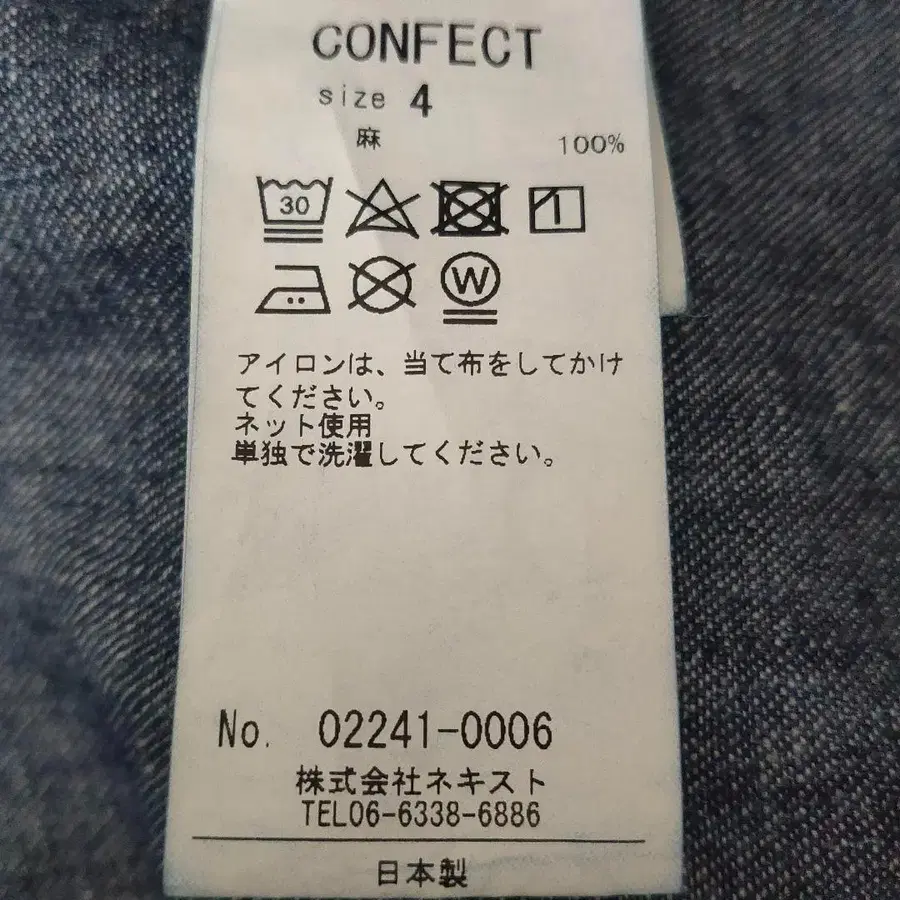 CONFECT
size 4
麻 100%
30
W
アイロンは、当て布をしてかけ
てください。
ネット使用
単独で洗濯してください。
No. 02241-0006
株式会社ネキスト
TEL06-6338-6886
日本製